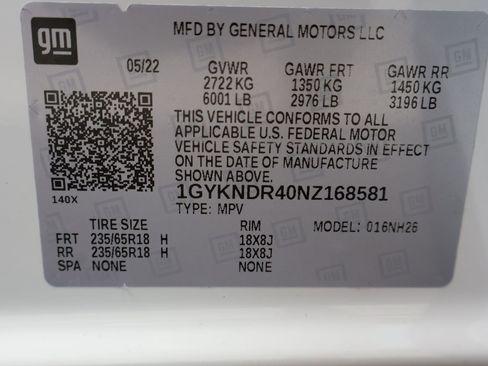 gm
MFD BY GENERAL MOTORS LLC
05/22 GVWR GAWR FRT GAWR RR
2722 KG 1350 KG 1450 KG
6001 LB 2976 LB 3196 LB
THIS VEHICLE CONFORMS TO ALL
APPLICABLE U.S. FEDERAL MOTOR
VEHICLE SAFETY STANDARDS IN EFFECT
ON THE DATE OF MANUFACTURE
SHOWN ABOVE.
140X
1GYKNDR40NZ168581
TYPE: MPV
TIRE SIZE RIM MODEL: 016NH26
FRT 235/65R18 H 18X8J
RR 235/65R18 H 18X8J
SPA NONE NONE